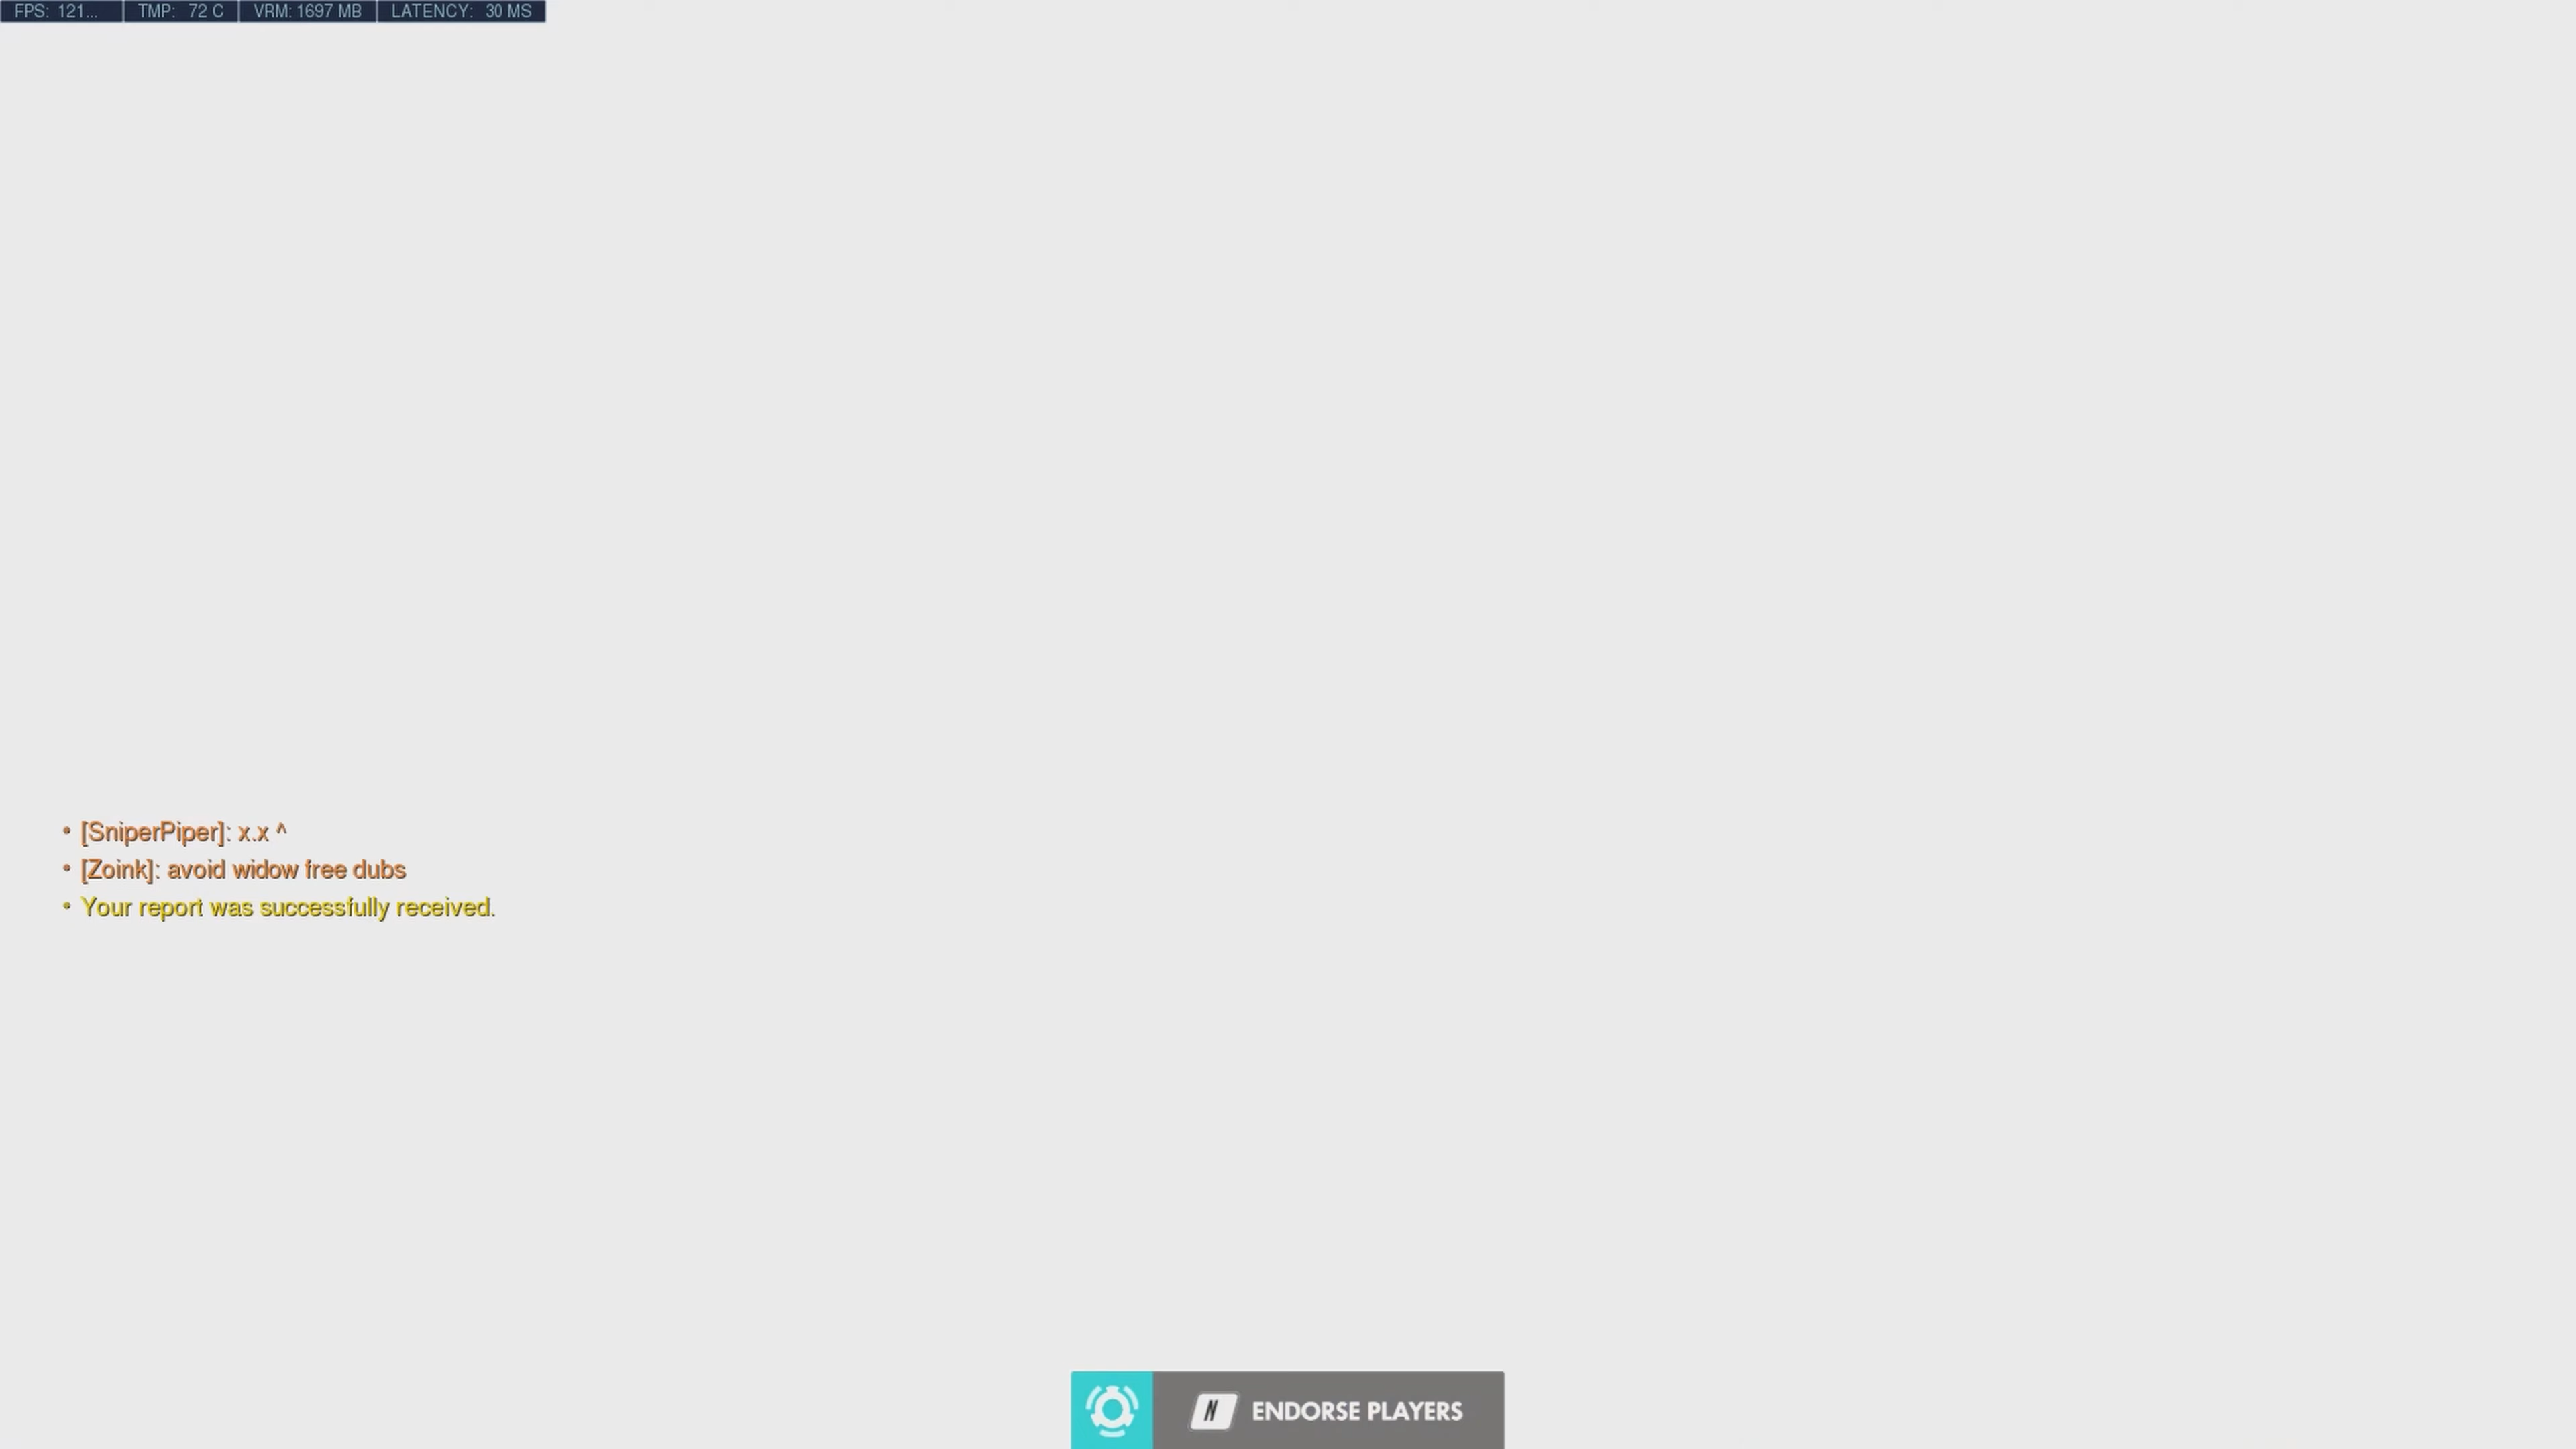 FPS: 121... TMP: 72 C VRM: 1697 MB LATENCY: 30 MS
• [SniperPiper]: x.x ^
• [Zoink]: avoid widow free dubs
• Your report was successfully received.
N ENDORSE PLAYERS